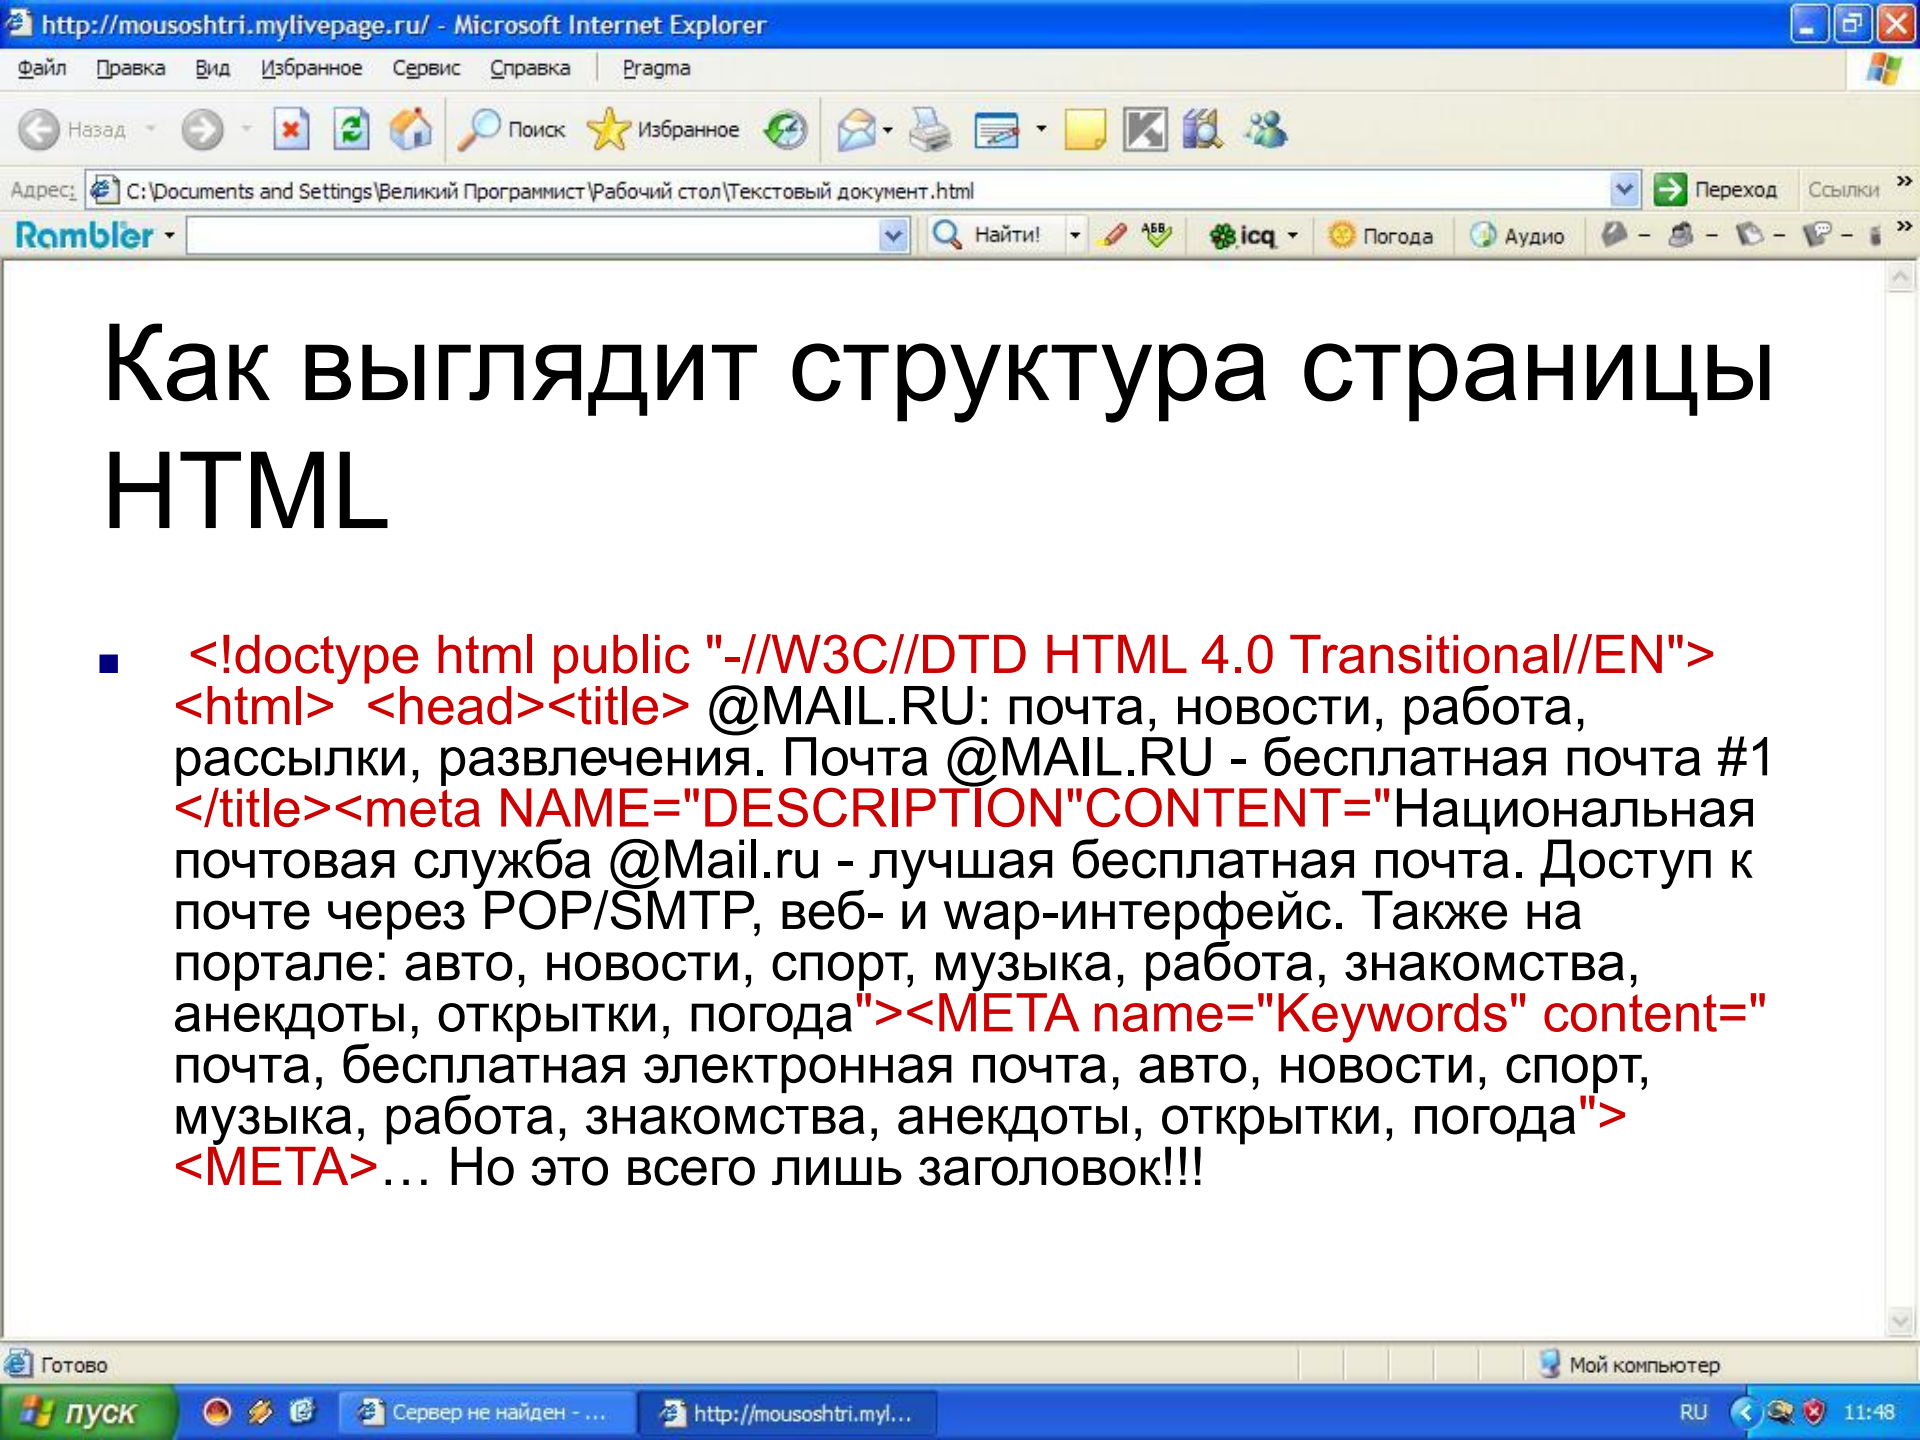 http://mousoshtri.mylivepage.ru/ - Microsoft Internet Explorer
Файл Правка Вид Избранное Сервис Справка Pragma
Назад Поиск Избранное
Адрес: C:\Documents and Settings\Великий Программист\Рабочий стол\Текстовый документ.html Переход Ссылки »
Rambler Найти! АБВ icq Погода Аудио »
Как выглядит структура страницы
HTML
<!doctype html public "-//W3C//DTD HTML 4.0 Transitional//EN">
<html> <head><title> @MAIL.RU: почта, новости, работа,
рассылки, развлечения. Почта @MAIL.RU - бесплатная почта #1
</title><meta NAME="DESCRIPTION"CONTENT="Национальная
почтовая служба @Mail.ru - лучшая бесплатная почта. Доступ к
почте через POP/SMTP, веб- и wap-интерфейс. Также на
портале: авто, новости, спорт, музыка, работа, знакомства,
анекдоты, открытки, погода"><META name="Keywords" content="
почта, бесплатная электронная почта, авто, новости, спорт,
музыка, работа, знакомства, анекдоты, открытки, погода">
<META>… Но это всего лишь заголовок!!!
Готово Мой компьютер
пуск Сервер не найден - ... http://mousoshtri.myl... RU 11:48